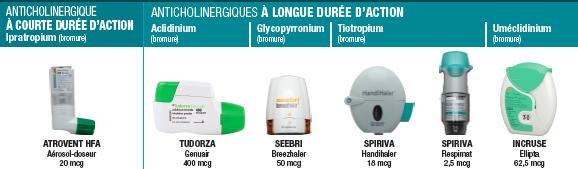 ANTICHOLINERGIQUE
À COURTE DURÉE D'ACTION
Ipratropium (bromure)
ATROVENT HFA
Aérosol-doseur
20 mcg
ANTICHOLINERGIQUES À LONGUE DURÉE D'ACTION
Aclidinium
(bromure)
Glycopyrronium
(bromure)
Tiotropium
(bromure)
Uméclidinium
(bromure)
HandiHaler
30
TUDORZA
Genuair
400 mcg
SEEBRI
Breezhaler
50 mcg
SPIRIVA
Handihaler
18 mcg
SPIRIVA
Respimat
2,5 mcg
INCRUSE
Ellipta
62,5 mcg